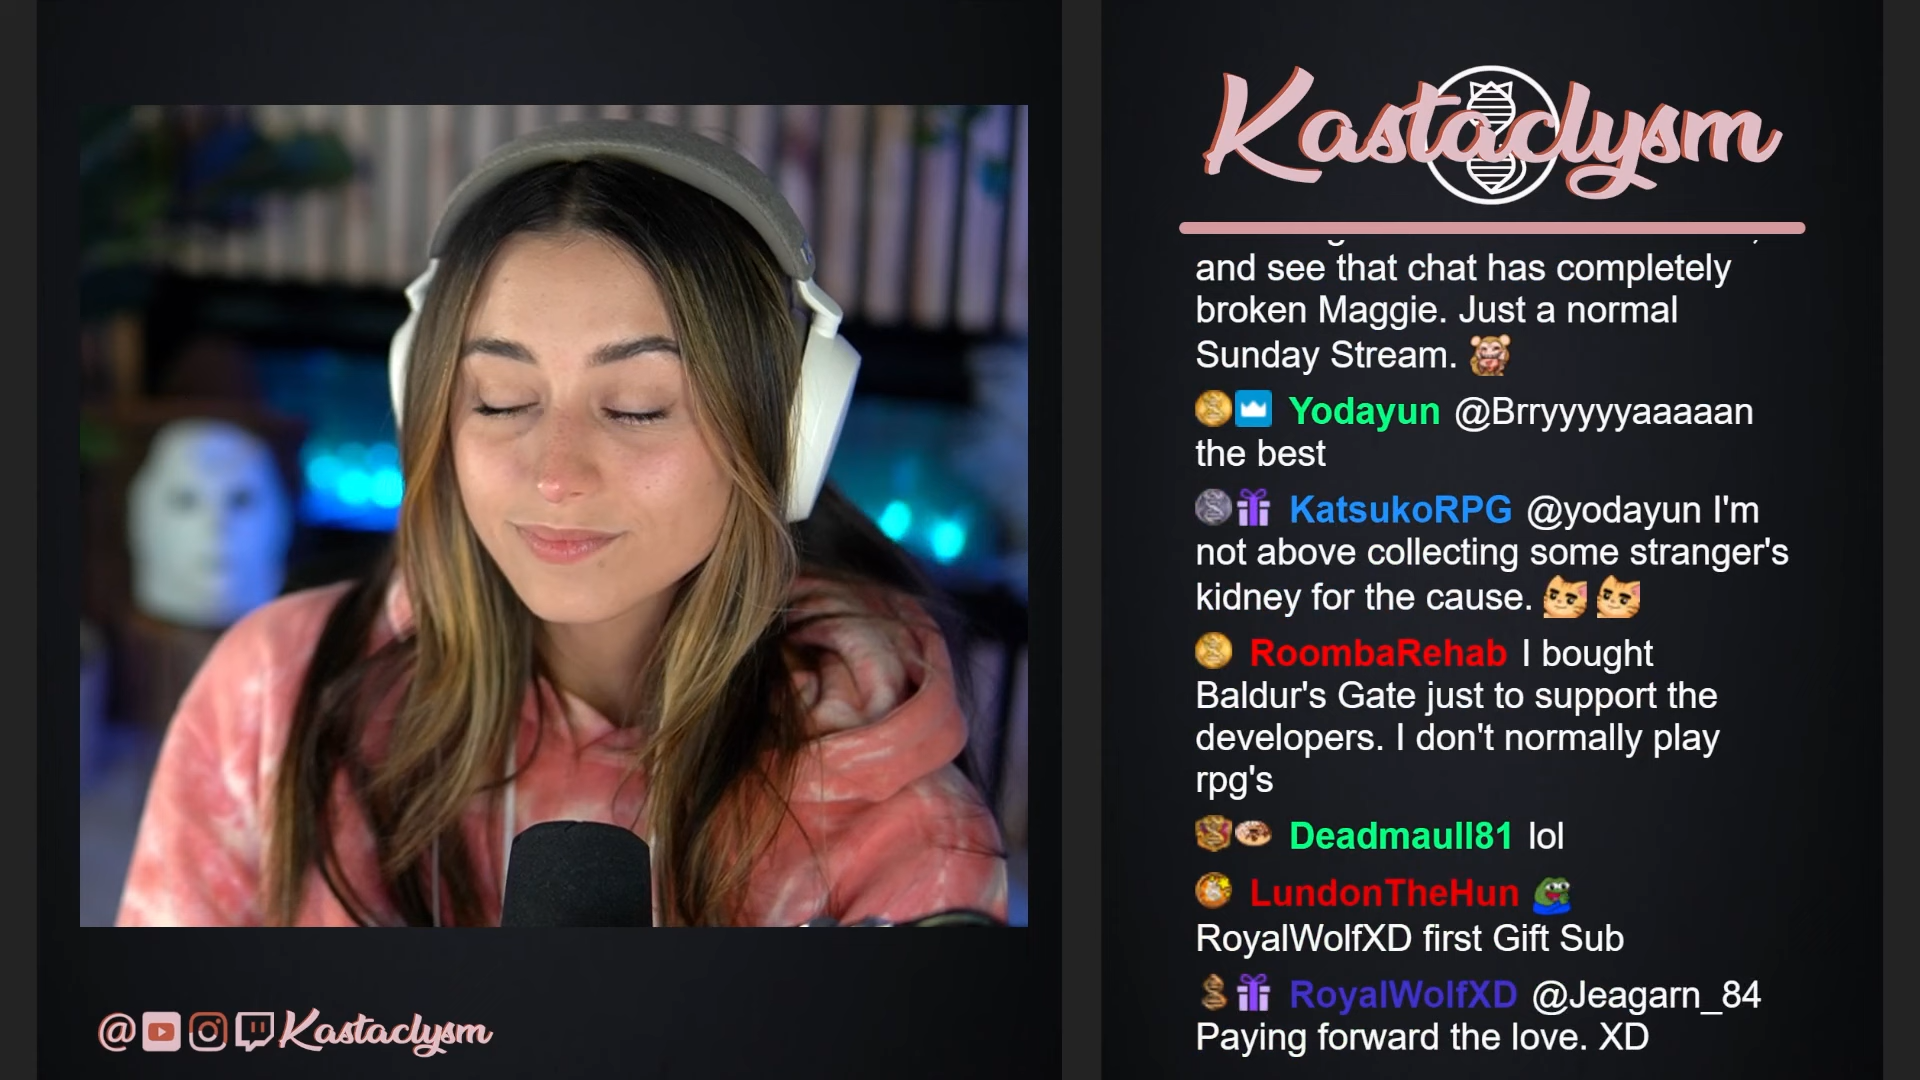 Kastaclysm
and see that chat has completely
broken Maggie. Just a normal
Sunday Stream.
Yodayun @Brryyyyyaaaaan
the best
KatsukoRPG @yodayun I'm
not above collecting some stranger's
kidney for the cause.
RoombaRehab I bought
Baldur's Gate just to support the
developers. I don't normally play
rpg's
Deadmaull81 lol
LundonTheHun
RoyalWolfXD first Gift Sub
RoyalWolfXD @Jeagarn_84
Paying forward the love. XD
@ Kastaclysm